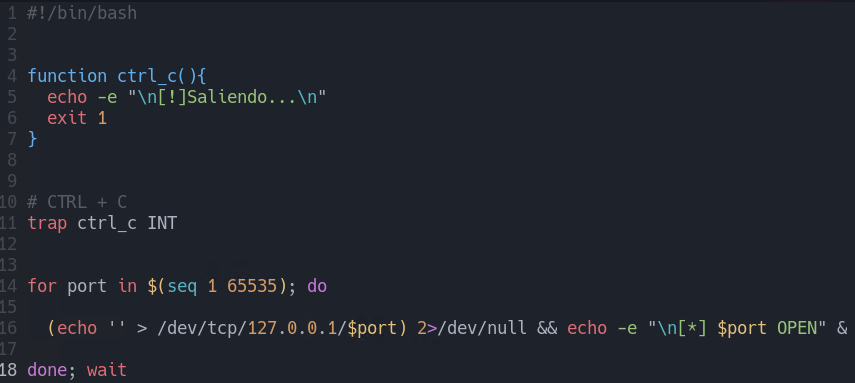 1 #!/bin/bash
2
3
4 function ctrl_c(){
5   echo -e "\n[!]Saliendo...\n"
6   exit 1
7 }
8
9
10 # CTRL + C
11 trap ctrl_c INT
12
13
14 for port in $(seq 1 65535); do
15
16   (echo '' > /dev/tcp/127.0.0.1/$port) 2>/dev/null && echo -e "\n[*] $port OPEN" &
17
18 done; wait